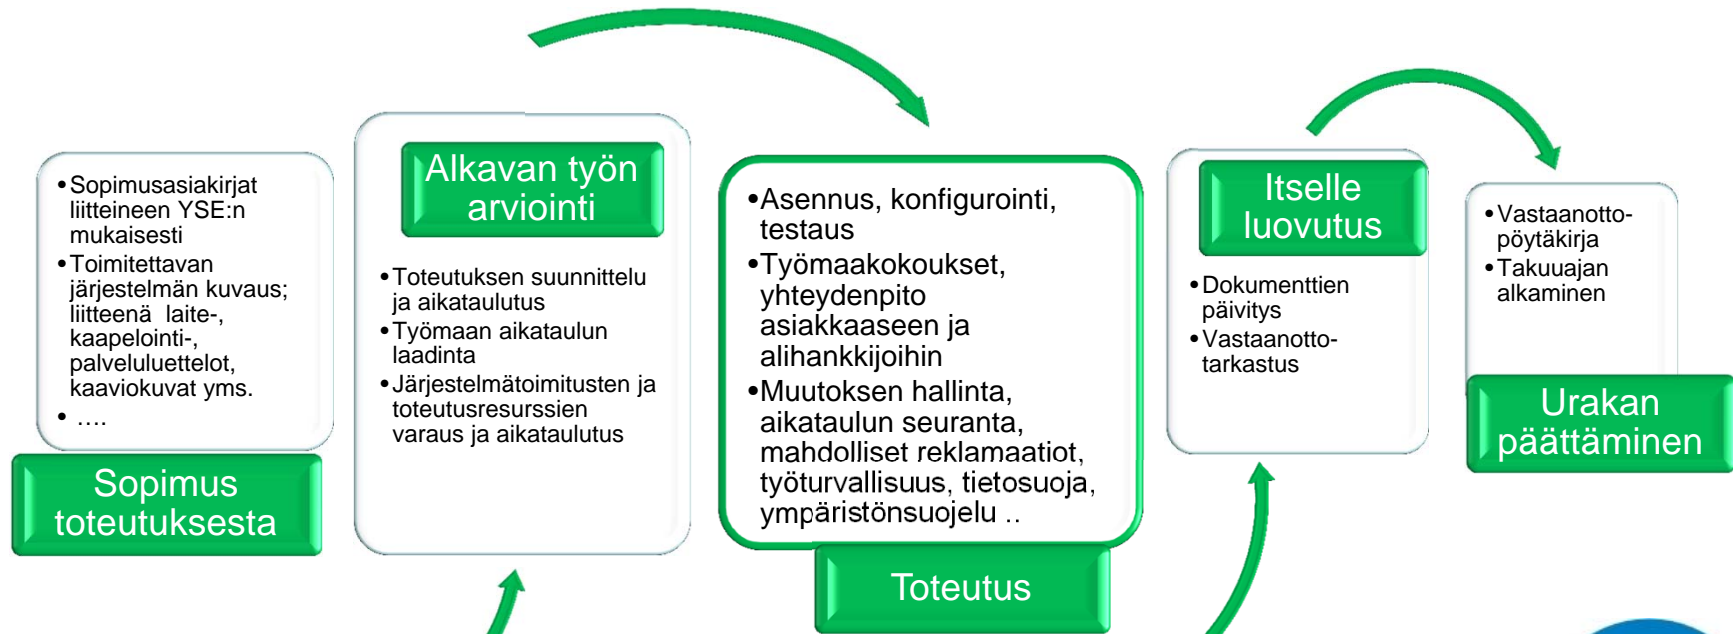 •Sopimusasiakirjat
liitteineen YSE:n
mukaisesti
•Toimitettavan
järjestelmän kuvaus;
liitteenä laite-,
kaapelointi-,
palveluluettelot,
kaaviokuvat yms.
• ….
Sopimus
toteutuksesta
Alkavan työn
arviointi
•Toteutuksen suunnittelu
ja aikataulutus
•Työmaan aikataulun
laadinta
•Järjestelmätoimitusten ja
toteutusresurssien
varaus ja aikataulutus
•Asennus, konfigurointi,
testaus
•Työmaakokoukset,
yhteydenpito
asiakkaaseen ja
alihankkijoihin
•Muutoksen hallinta,
aikataulun seuranta,
mahdolliset reklamaatiot,
työturvallisuus, tietosuoja,
ympäristönsuojelu ..
Toteutus
Itselle
luovutus
•Dokumenttien
päivitys
•Vastaanotto-
tarkastus
•Vastaanotto-
pöytäkirja
•Takuuajan
alkaminen
Urakan
päättäminen